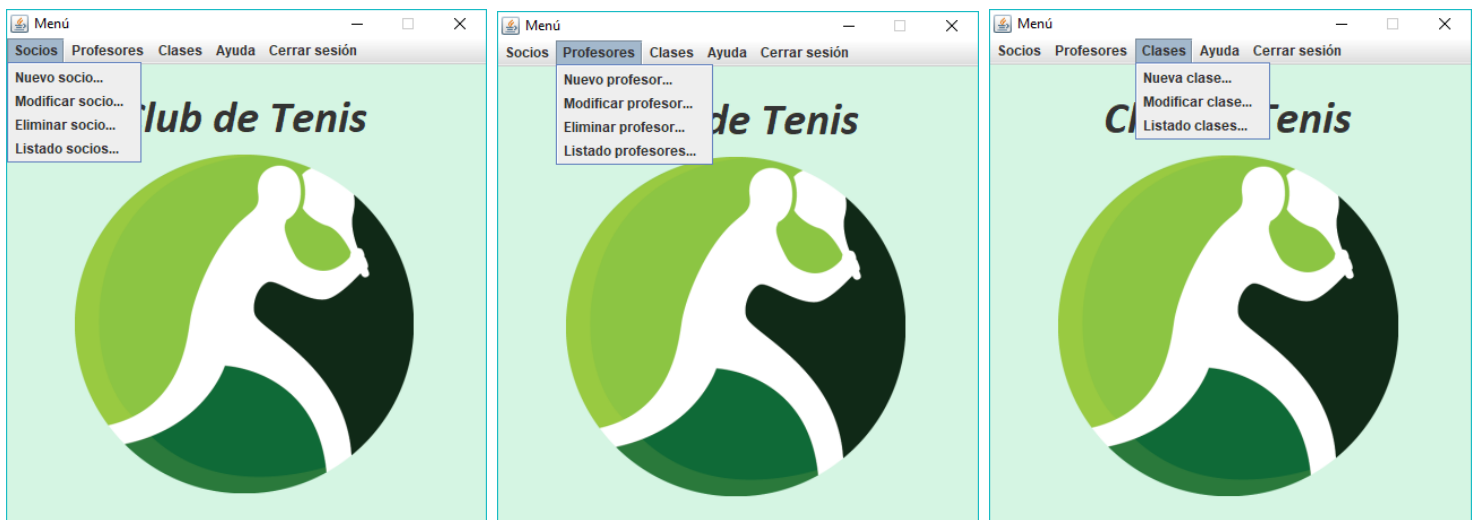 Menú
Socios Profesores Clases Ayuda Cerrar sesión
Nuevo socio...
Modificar socio...
Eliminar socio...
Listado socios...
lub de Tenis
Menú
Socios Profesores Clases Ayuda Cerrar sesión
Nuevo profesor...
Modificar profesor...
Eliminar profesor...
Listado profesores...
de Tenis
Menú
Socios Profesores Clases Ayuda Cerrar sesión
Nueva clase...
Modificar clase...
Listado clases...
Cl enis